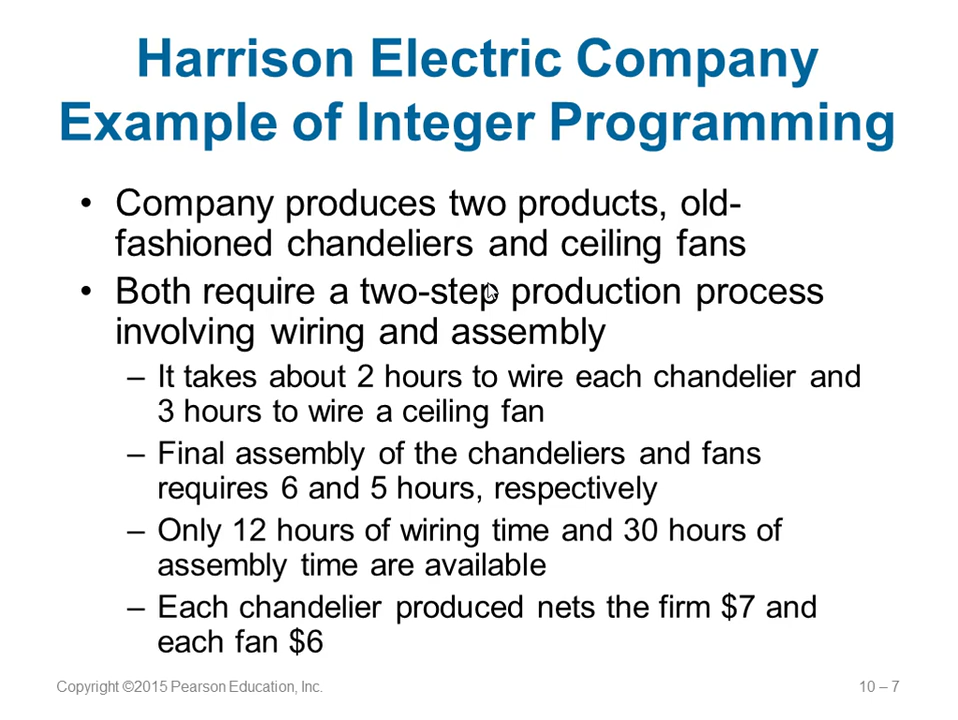 Harrison Electric Company
Example of Integer Programming
• Company produces two products, old-
fashioned chandeliers and ceiling fans
• Both require a two-step production process
involving wiring and assembly
– It takes about 2 hours to wire each chandelier and
3 hours to wire a ceiling fan
– Final assembly of the chandeliers and fans
requires 6 and 5 hours, respectively
– Only 12 hours of wiring time and 30 hours of
assembly time are available
– Each chandelier produced nets the firm $7 and
each fan $6
Copyright ©2015 Pearson Education, Inc.
10 – 7